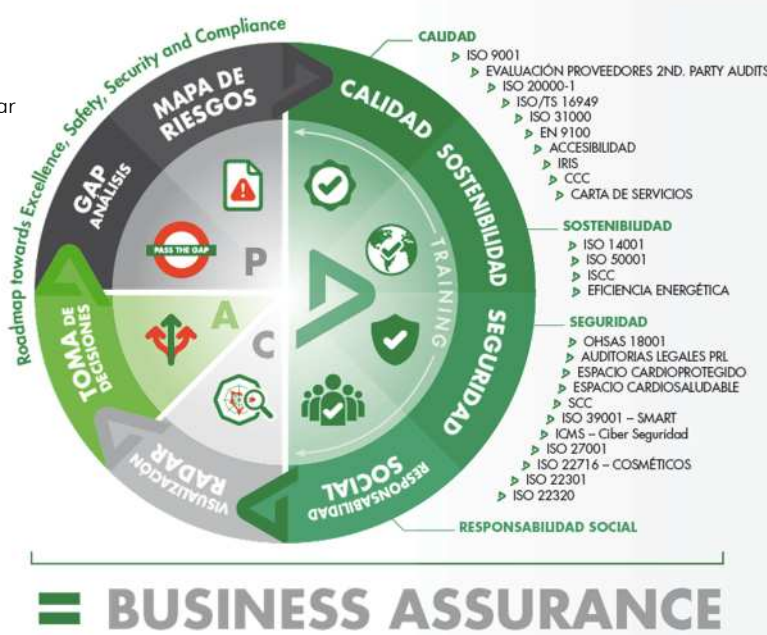 ar
Roadmap towards Excellence, Safety, Security and Compliance
GAP
ANÁLISIS
MAPA DE
RIESGOS
CALIDAD
SOSTENIBILIDAD
SEGURIDAD
RESPONSABILIDAD
SOCIAL
VISUALIZACIÓN
RADAR
TOMA DE
DECISIONES
PASS THE GAP
P
A
C
TRAINING
CALIDAD
ISO 9001
EVALUACIÓN PROVEEDORES 2ND. PARTY AUDITS
ISO 20000-1
ISO/TS 16949
ISO 31000
EN 9100
ACCESIBILIDAD
IRIS
CCC
CARTA DE SERVICIOS
SOSTENIBILIDAD
ISO 14001
ISO 50001
ISCC
EFICIENCIA ENERGÉTICA
SEGURIDAD
OHSAS 18001
AUDITORIAS LEGALES PRL
ESPACIO CARDIOPROTEGIDO
ESPACIO CARDIOSALUDABLE
SCC
ISO 39001 – SMART
ICMS – Ciber Seguridad
ISO 27001
ISO 22716 – COSMÉTICOS
ISO 22301
ISO 22320
RESPONSABILIDAD SOCIAL
= BUSINESS ASSURANCE